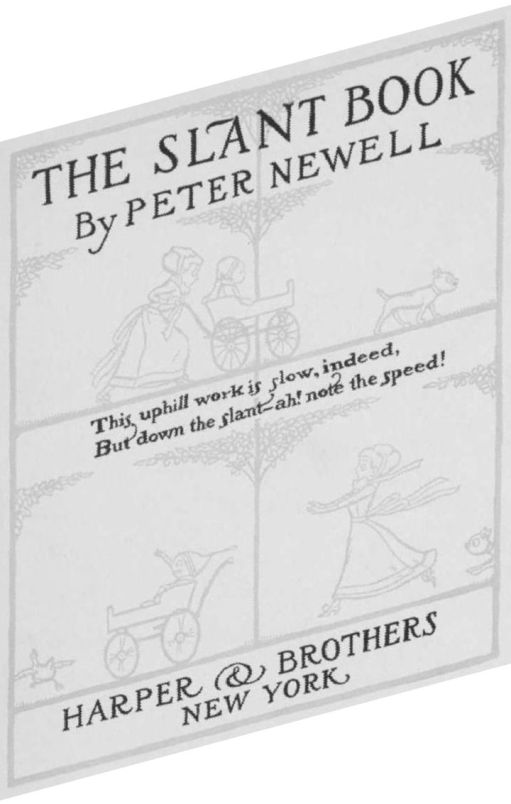 THE SLANT BOOK
By PETER NEWELL
This uphill work is slow, indeed,
But down the slant—ah! note the speed!
HARPER & BROTHERS
NEW YORK